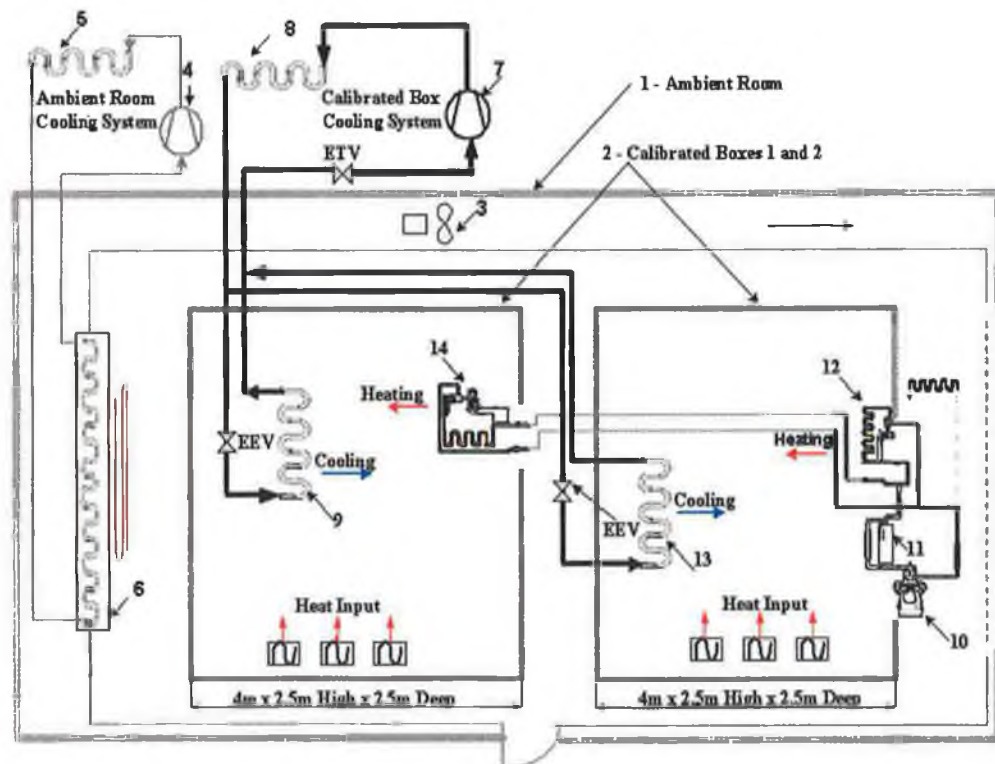 5
8
4
7
Ambient Room
Cooling System
Calibrated Box
Cooling System
ETV
1 - Ambient Room
2 - Calibrated Boxes 1 and 2
3
14
12
Heating
Heating
EEV
Cooling
9
EEV
Cooling
13
11
6
Heat Input
Heat Input
10
4m x 2.5m High x 2.5m Deep
4m x 2.5m High x 2.5m Deep